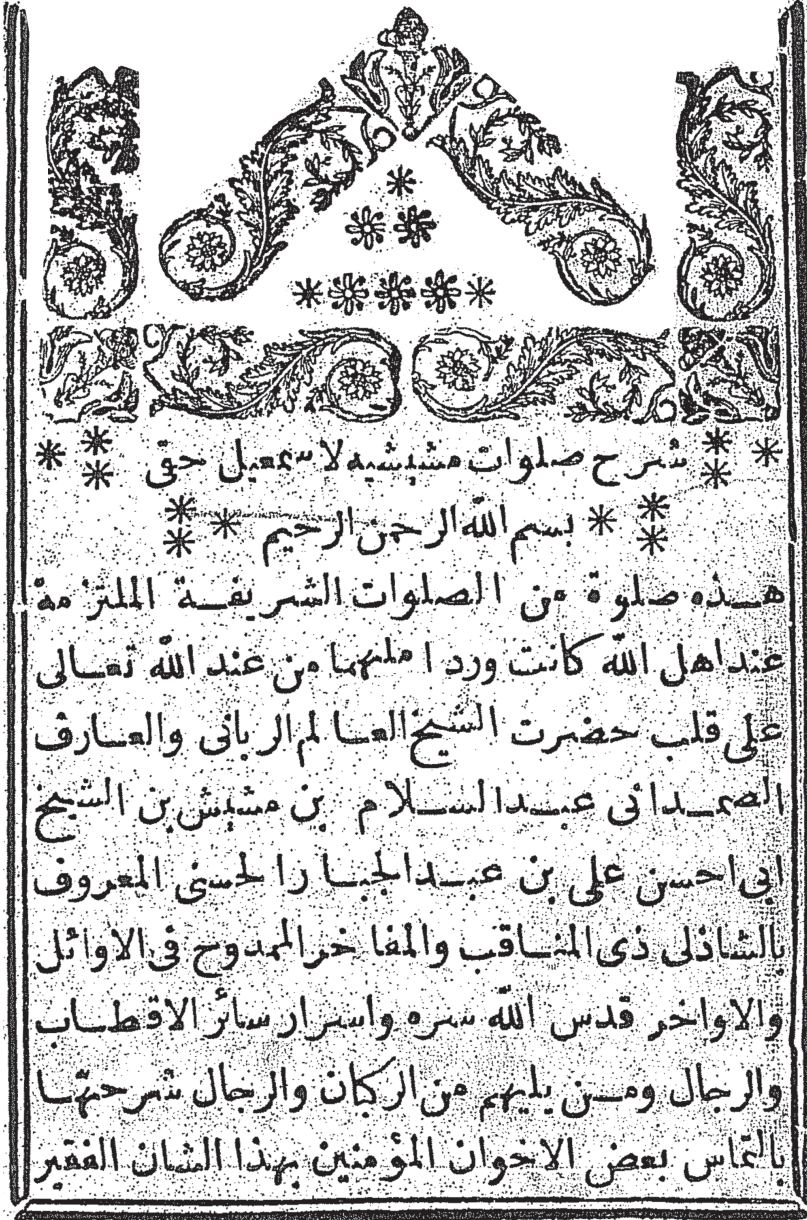 شرح صلوات مشيشيه لاسمعيل حقى
بسم الله الرحمن الرحيم
هذه صلوة من الصلوات الشريفة الملتزمة
عند اهل الله كانت وردا ملهما من عند الله تعالى
على قلب حضرت الشيخ العالم الربانى والعارف
الصمدانى عبد السلام بن مشيش بن الشيخ
ابى احسن على بن عبد الجبار الحسنى المعروف
بالشاذلى ذى المناقب والمفاخر الممدوح فى الاوائل
والاواخر قدس الله سره واسرار سائر الاقطاب
والرجال ومن يليهم من الركبان والرجال شرحتها
بالتماس بعض الاخوان المؤمنين بهذا الشان الفقير